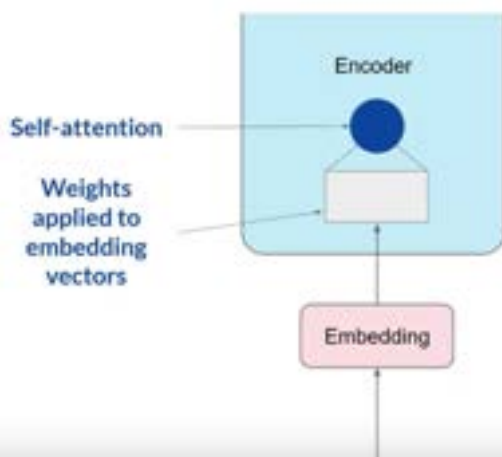 Encoder
Self-attention
Weights
applied to
embedding
vectors
Embedding